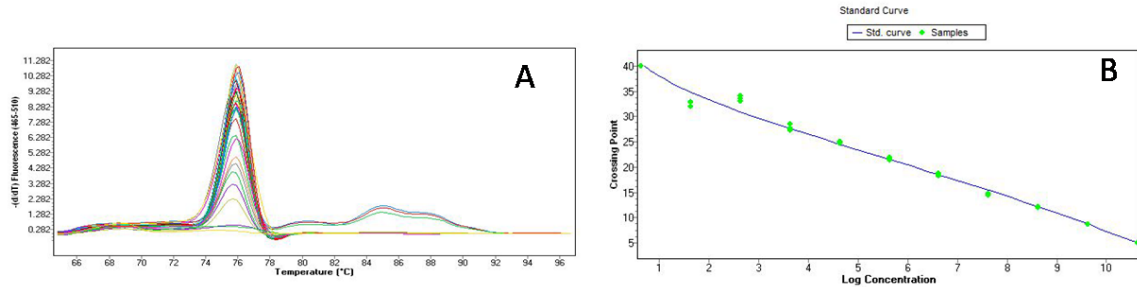 A
-(d/dT) Fluorescence (465-510)
11.282
10.282
9.282
8.282
7.282
6.282
5.282
4.282
3.282
2.282
1.282
0.282
66 68 70 72 74 76 78 80 82 84 86 88 90 92 94 96
Temperature (°C)
Standard Curve
Std. curve Samples
B
Crossing Point
40
35
30
25
20
15
10
5
1 2 3 4 5 6 7 8 9 10
Log Concentration